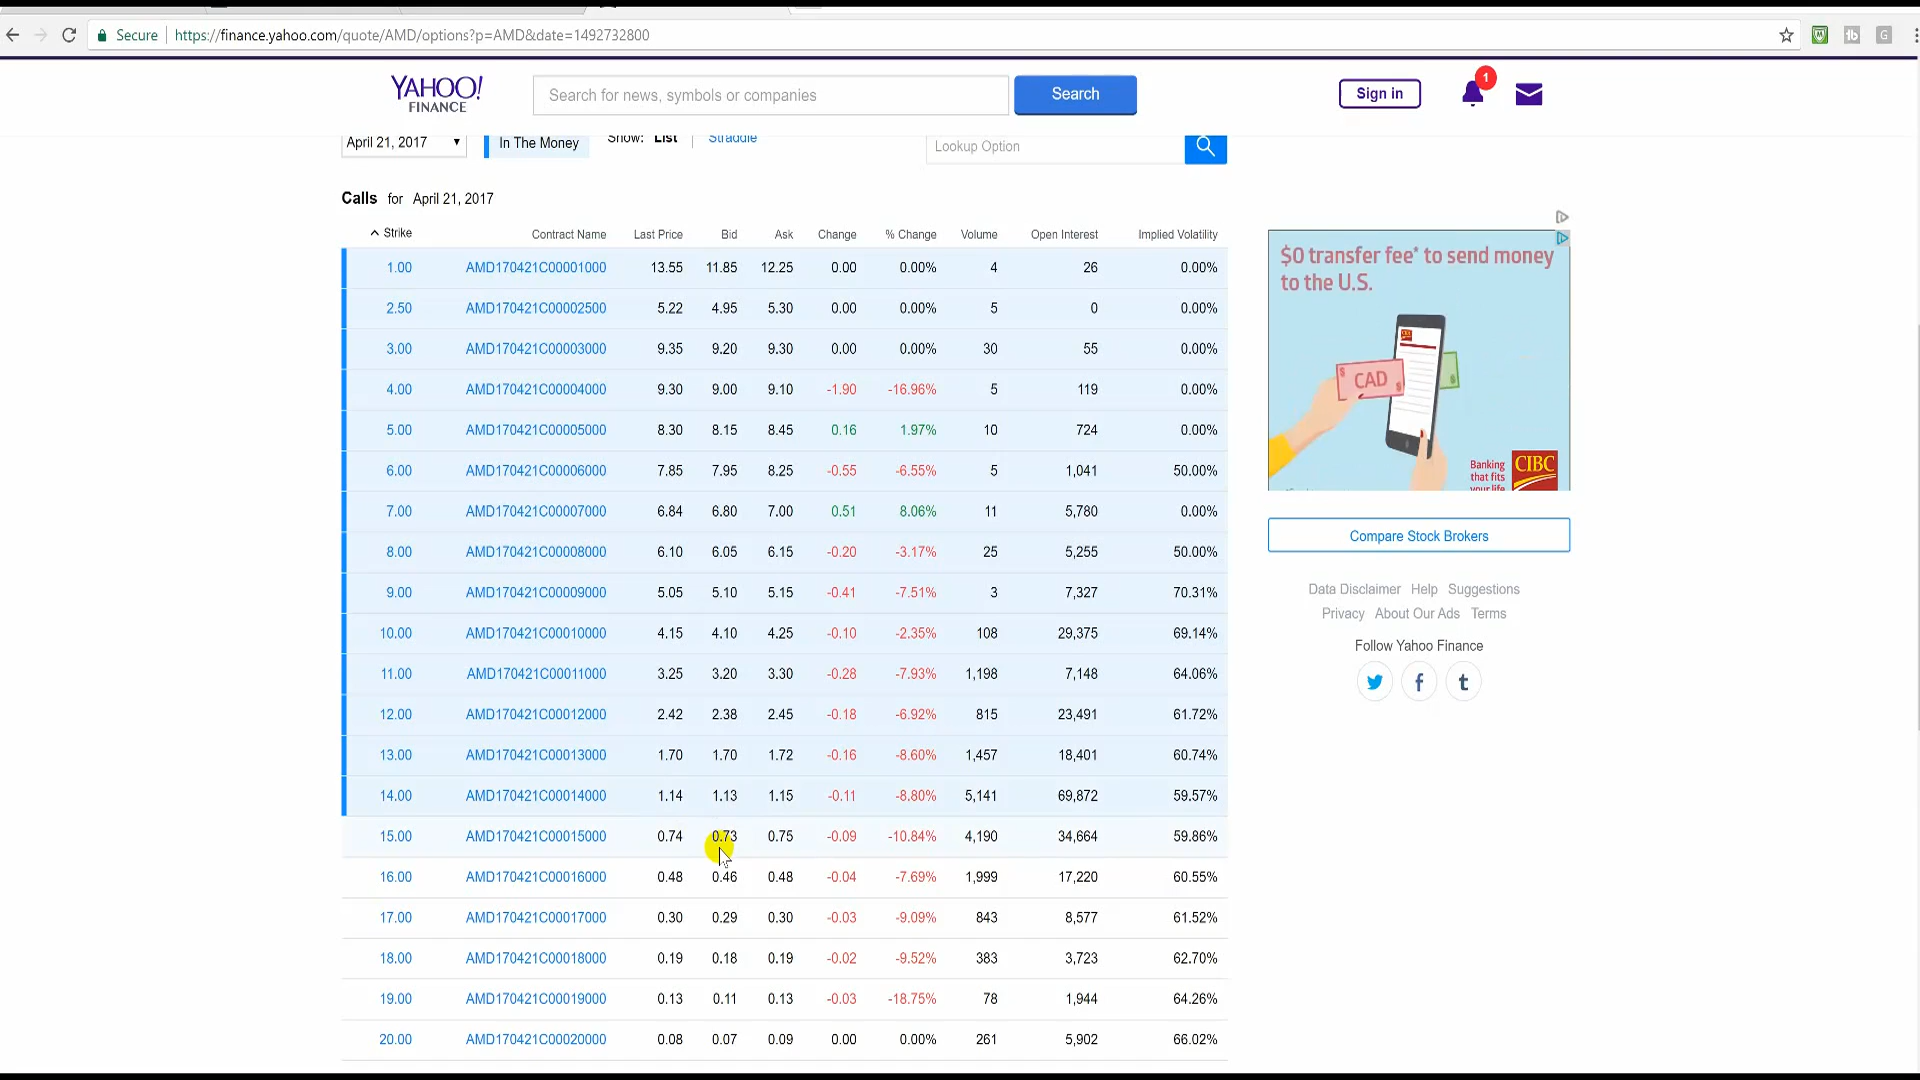 Secure https://finance.yahoo.com/quote/AMD/options?p=AMD&date=1492732800
YAHOO!
FINANCE
Search for news, symbols or companies
Search
Sign in
1
April 21, 2017 In The Money Show: List Straddle
Lookup Option
Calls for April 21, 2017
Strike Contract Name Last Price Bid Ask Change % Change Volume Open Interest Implied Volatility
1.00 AMD170421C00001000 13.55 11.85 12.25 0.00 0.00% 4 26 0.00%
2.50 AMD170421C00002500 5.22 4.95 5.30 0.00 0.00% 5 0 0.00%
3.00 AMD170421C00003000 9.35 9.20 9.30 0.00 0.00% 30 55 0.00%
4.00 AMD170421C00004000 9.30 9.00 9.10 -1.90 -16.96% 5 119 0.00%
5.00 AMD170421C00005000 8.30 8.15 8.45 0.16 1.97% 10 724 0.00%
6.00 AMD170421C00006000 7.85 7.95 8.25 -0.55 -6.55% 5 1,041 50.00%
7.00 AMD170421C00007000 6.84 6.80 7.00 0.51 8.06% 11 5,780 0.00%
8.00 AMD170421C00008000 6.10 6.05 6.15 -0.20 -3.17% 25 5,255 50.00%
9.00 AMD170421C00009000 5.05 5.10 5.15 -0.41 -7.51% 3 7,327 70.31%
10.00 AMD170421C00010000 4.15 4.10 4.25 -0.10 -2.35% 108 29,375 69.14%
11.00 AMD170421C00011000 3.25 3.20 3.30 -0.28 -7.93% 1,198 7,148 64.06%
12.00 AMD170421C00012000 2.42 2.38 2.45 -0.18 -6.92% 815 23,491 61.72%
13.00 AMD170421C00013000 1.70 1.70 1.72 -0.16 -8.60% 1,457 18,401 60.74%
14.00 AMD170421C00014000 1.14 1.13 1.15 -0.11 -8.80% 5,141 69,872 59.57%
15.00 AMD170421C00015000 0.74 0.73 0.75 -0.09 -10.84% 4,190 34,664 59.86%
16.00 AMD170421C00016000 0.48 0.46 0.48 -0.04 -7.69% 1,999 17,220 60.55%
17.00 AMD170421C00017000 0.30 0.29 0.30 -0.03 -9.09% 843 8,577 61.52%
18.00 AMD170421C00018000 0.19 0.18 0.19 -0.02 -9.52% 383 3,723 62.70%
19.00 AMD170421C00019000 0.13 0.11 0.13 -0.03 -18.75% 78 1,944 64.26%
20.00 AMD170421C00020000 0.08 0.07 0.09 0.00 0.00% 261 5,902 66.02%
$0 transfer fee* to send money
to the U.S.
CAD
Banking
that fits
your life
CIBC
Compare Stock Brokers
Data Disclaimer Help Suggestions
Privacy About Our Ads Terms
Follow Yahoo Finance